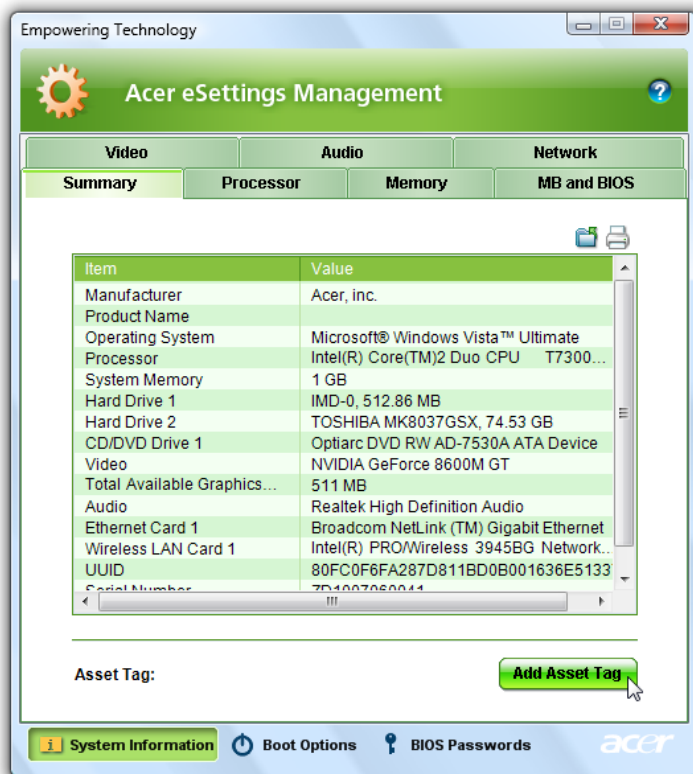 Empowering Technology
Acer eSettings Management
Video Audio Network
Summary Processor Memory MB and BIOS
Item Value
Manufacturer Acer, inc.
Product Name
Operating System Microsoft® Windows Vista™ Ultimate
Processor Intel(R) Core(TM)2 Duo CPU T7300...
System Memory 1 GB
Hard Drive 1 IMD-0, 512.86 MB
Hard Drive 2 TOSHIBA MK8037GSX, 74.53 GB
CD/DVD Drive 1 Optiarc DVD RW AD-7530A ATA Device
Video NVIDIA GeForce 8600M GT
Total Available Graphics... 511 MB
Audio Realtek High Definition Audio
Ethernet Card 1 Broadcom NetLink (TM) Gigabit Ethernet
Wireless LAN Card 1 Intel(R) PRO/Wireless 3945BG Network...
UUID 80FC0F6FA287D811BD0B001636E5133
Serial Number
Asset Tag: Add Asset Tag
System Information Boot Options BIOS Passwords acer